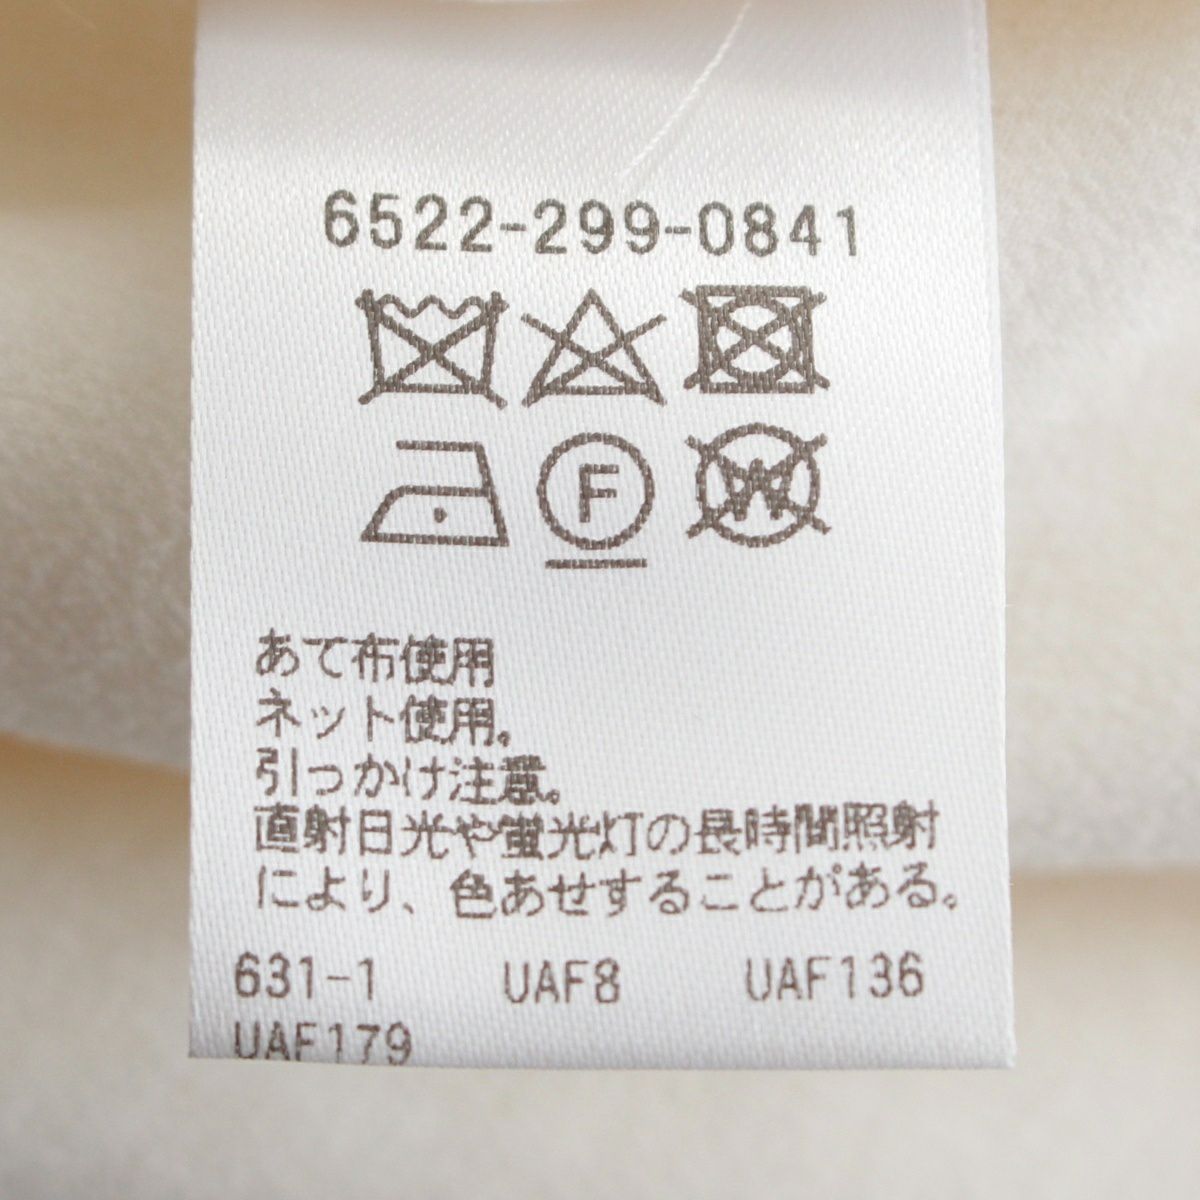 6522-299-0841
F
W
あて布使用
ネット使用。
引っかけ注意。
直射日光や蛍光灯の長時間照射
により、色あせすることがある。
631-1 UAF8 UAF136
UAF179